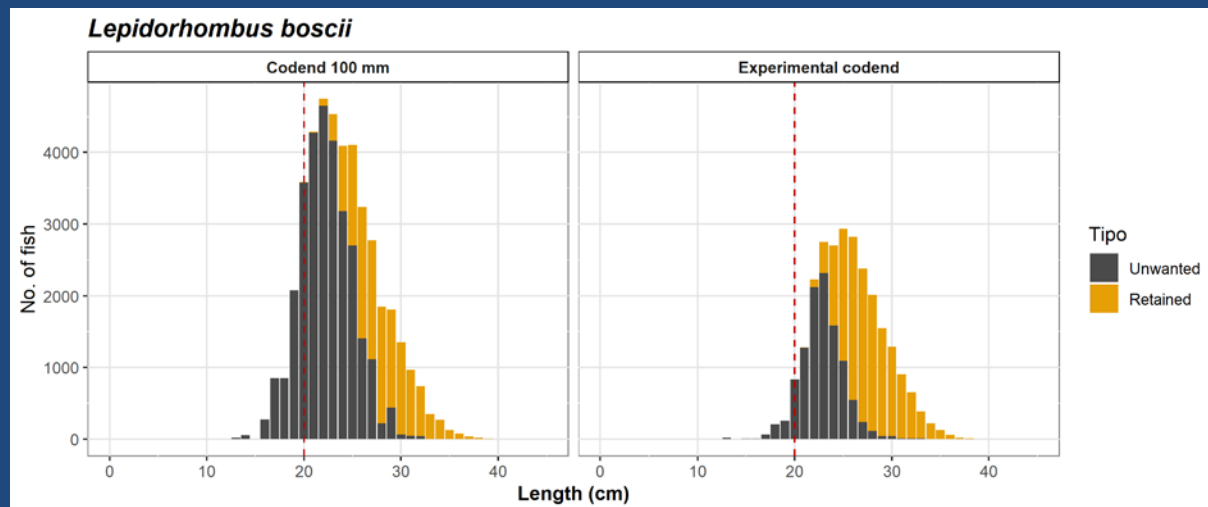 Lepidorhombus boscii
Codend 100 mm
Experimental codend
No. of fish
4000
3000
2000
1000
0
0 10 20 30 40
0 10 20 30 40
Length (cm)
Tipo
Unwanted
Retained